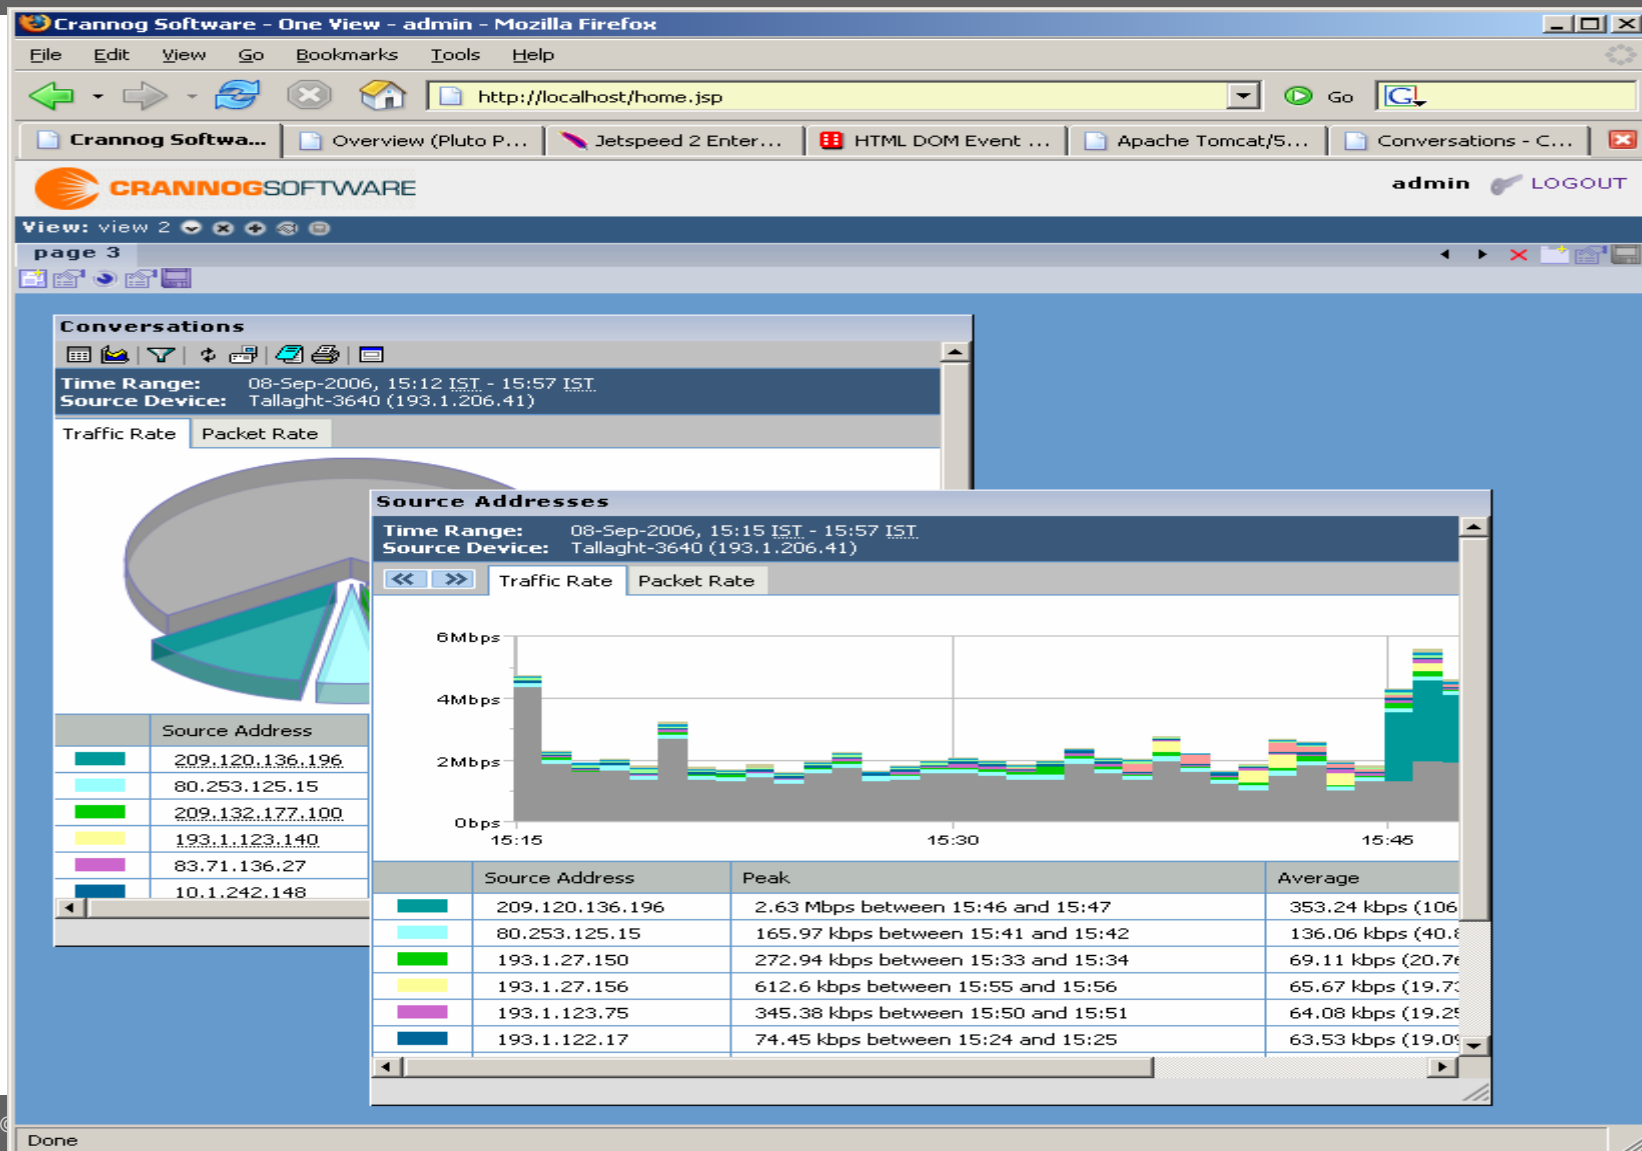 Crannog Software - One View - admin - Mozilla Firefox
File Edit View Go Bookmarks Tools Help
http://localhost/home.jsp Go G
Crannog Softwa... Overview (Pluto P... Jetspeed 2 Enter... HTML DOM Event ... Apache Tomcat/5... Conversations - C...
CRANNOGSOFTWARE admin LOGOUT
View: view 2
page 3
Conversations
Time Range: 08-Sep-2006, 15:12 IST - 15:57 IST
Source Device: Tallaght-3640 (193.1.206.41)
Traffic Rate Packet Rate
Source Address
209.120.136.196
80.253.125.15
209.132.177.100
193.1.123.140
83.71.136.27
10.1.242.148
Source Addresses
Time Range: 08-Sep-2006, 15:15 IST - 15:57 IST
Source Device: Tallaght-3640 (193.1.206.41)
Traffic Rate Packet Rate
6Mbps
4Mbps
2Mbps
0bps
15:15 15:30 15:45
Source Address Peak Average
209.120.136.196 2.63 Mbps between 15:46 and 15:47 353.24 kbps (106
80.253.125.15 165.97 kbps between 15:41 and 15:42 136.06 kbps (40.8
193.1.27.150 272.94 kbps between 15:33 and 15:34 69.11 kbps (20.76
193.1.27.156 612.6 kbps between 15:55 and 15:56 65.67 kbps (19.73
193.1.123.75 345.38 kbps between 15:50 and 15:51 64.08 kbps (19.25
193.1.122.17 74.45 kbps between 15:24 and 15:25 63.53 kbps (19.09
Done